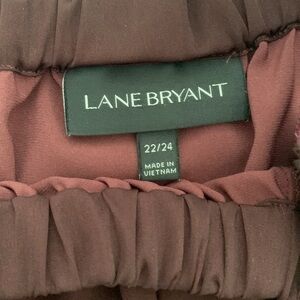 LANE BRYANT
22/24
MADE IN
VIETNAM